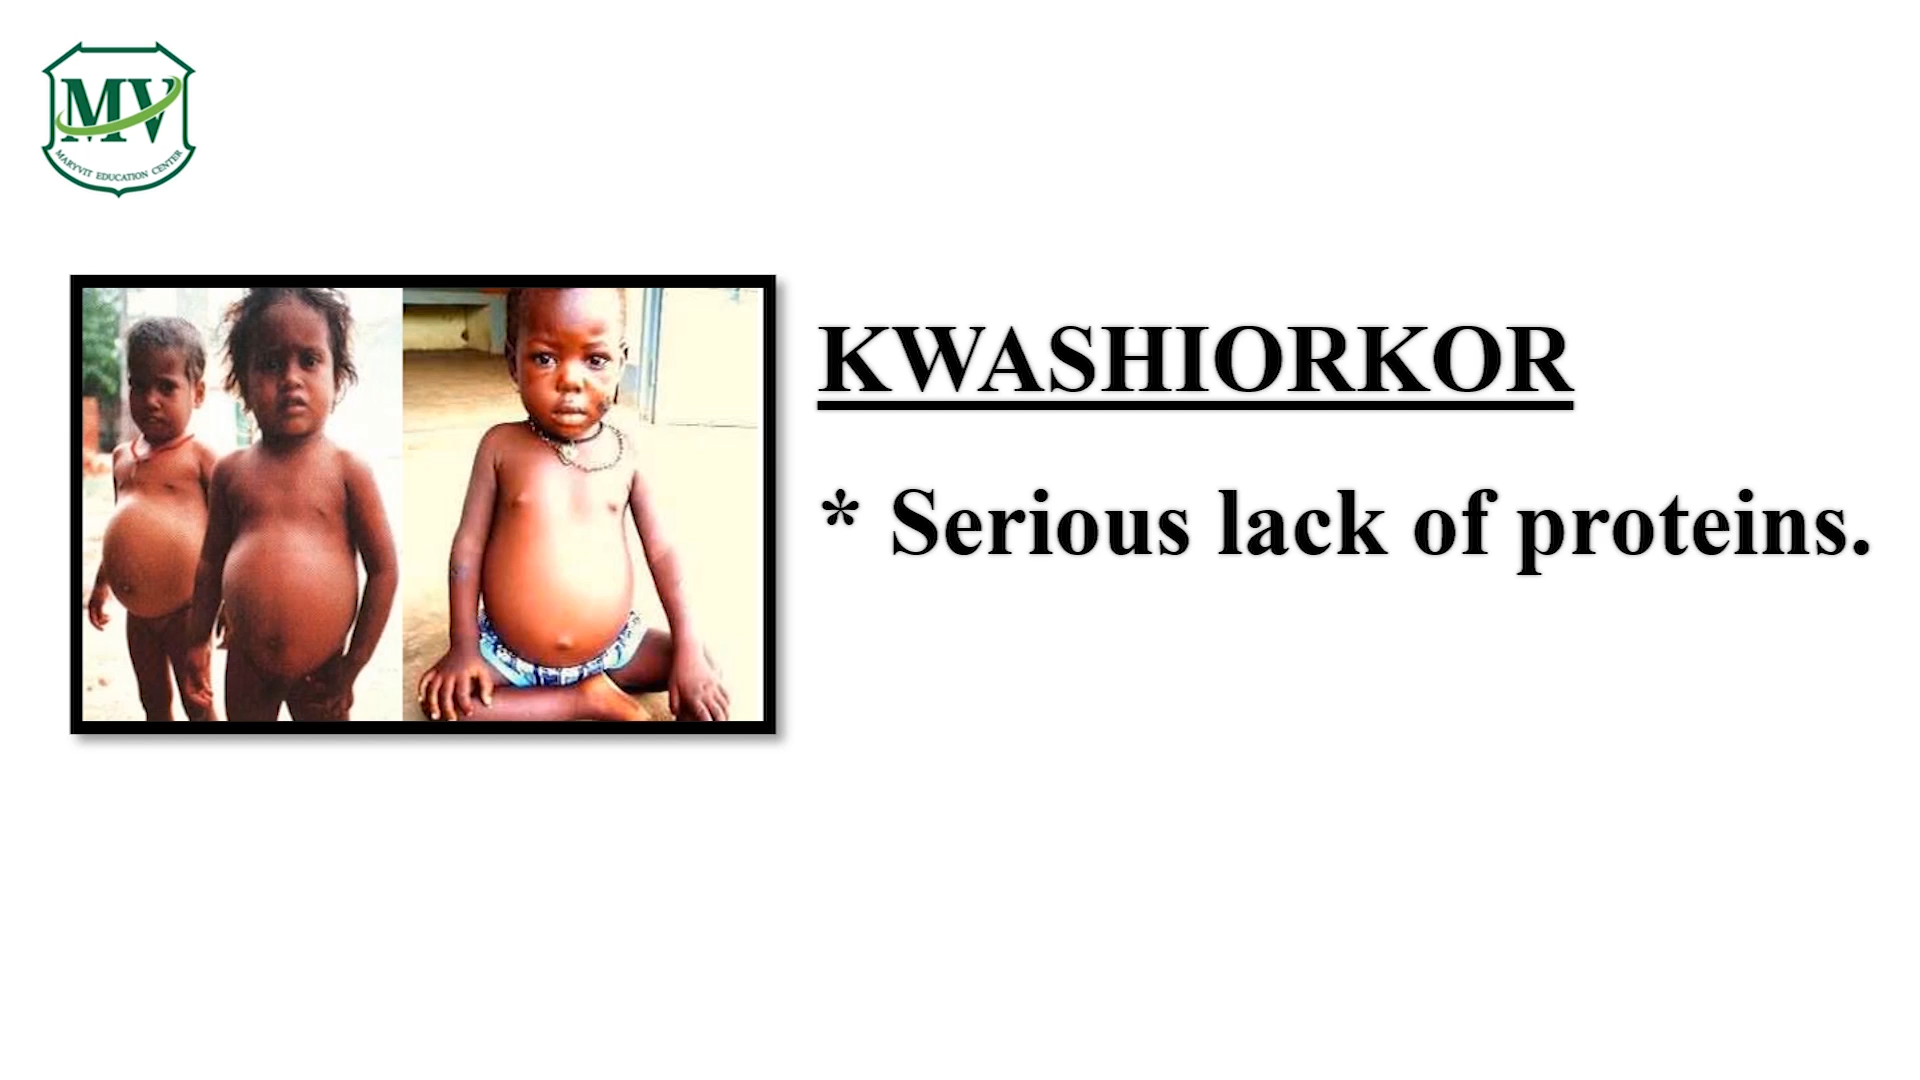 MV
MARYVIT EDUCATION CENTER
KWASHIORKOR
* Serious lack of proteins.